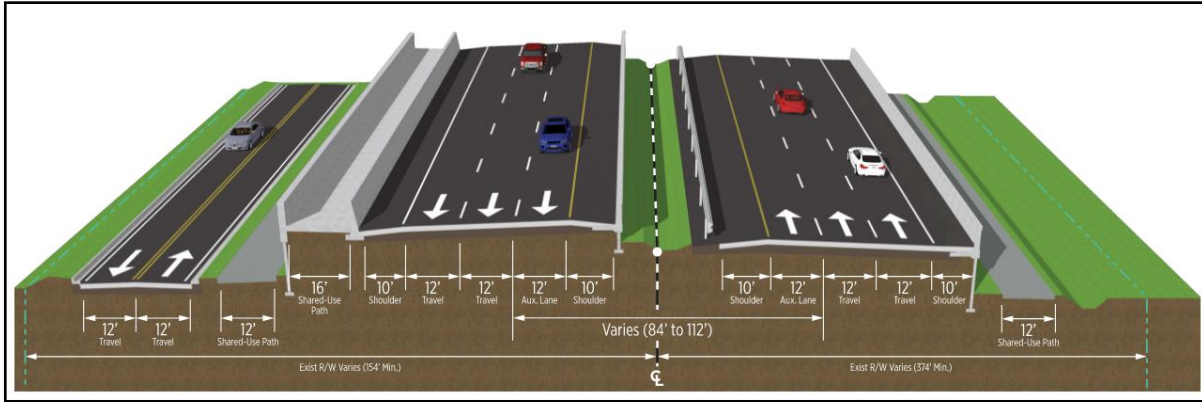 16'
Shared-Use
Path
10'
Shoulder
12'
Travel
12'
Travel
12'
Aux. Lane
10'
Shoulder
10'
Shoulder
12'
Aux. Lane
12'
Travel
12'
Travel
10'
Shoulder
12'
Travel
12'
Travel
12'
Shared-Use Path
Varies (84' to 112')
12'
Shared-Use Path
Exist R/W Varies (154' Min.)
Exist R/W Varies (374' Min.)
℄